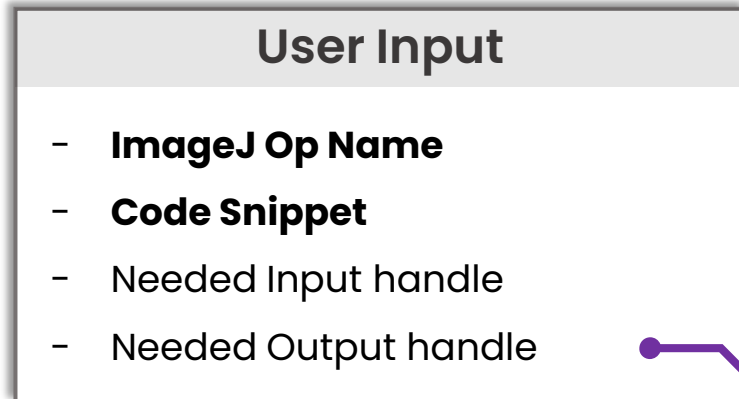 User Input
- ImageJ Op Name
- Code Snippet
- Needed Input handle
- Needed Output handle